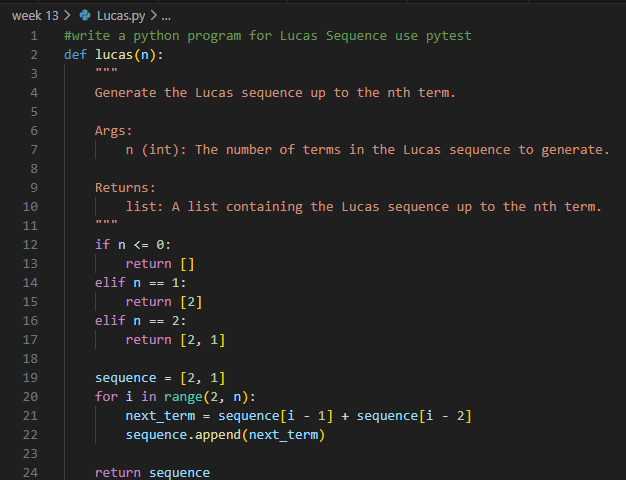 week 13 > Lucas.py > ...
1 #write a python program for Lucas Sequence use pytest
2 def lucas(n):
3     """
4     Generate the Lucas sequence up to the nth term.
5
6     Args:
7         n (int): The number of terms in the Lucas sequence to generate.
8
9     Returns:
10         list: A list containing the Lucas sequence up to the nth term.
11     """
12     if n <= 0:
13         return []
14     elif n == 1:
15         return [2]
16     elif n == 2:
17         return [2, 1]
18
19     sequence = [2, 1]
20     for i in range(2, n):
21         next_term = sequence[i - 1] + sequence[i - 2]
22         sequence.append(next_term)
23
24     return sequence